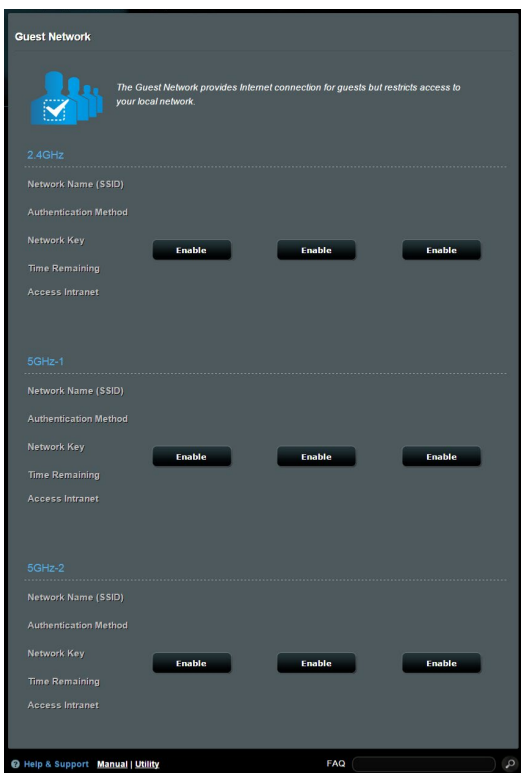 Guest Network
The Guest Network provides Internet connection for guests but restricts access to
your local network.
2.4GHz
Network Name (SSID)
Authentication Method
Network Key
Enable Enable Enable
Time Remaining
Access Intranet
5GHz-1
Network Name (SSID)
Authentication Method
Network Key
Enable Enable Enable
Time Remaining
Access Intranet
5GHz-2
Network Name (SSID)
Authentication Method
Network Key
Enable Enable Enable
Time Remaining
Access Intranet
? Help & Support Manual | Utility FAQ